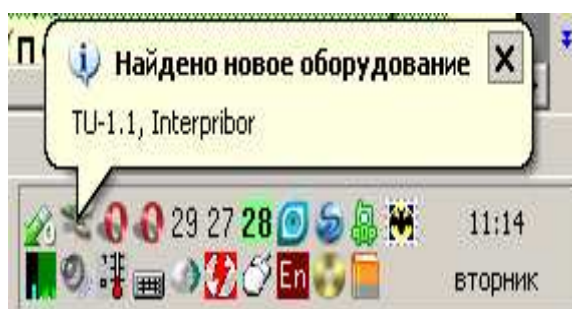 Найдено новое оборудование
TU-1.1, Interpribor
29 27 28 11:14
En вторник